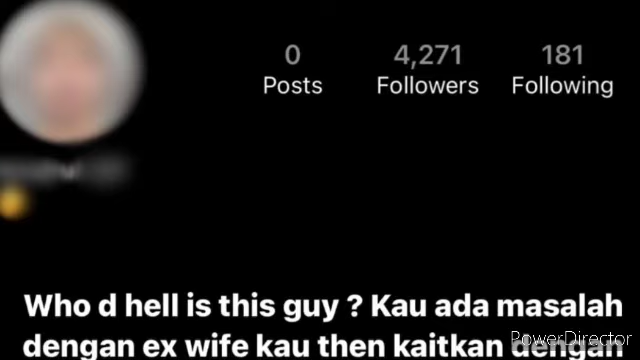 0 4,271 181
Posts Followers Following
Who d hell is this guy ? Kau ada masalah
dengan ex wife kau then kaitkan dengan
PowerDirector